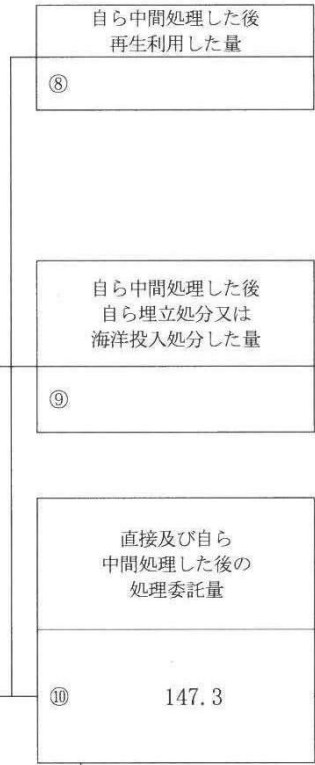 自ら中間処理した後
再生利用した量
⑧
自ら中間処理した後
自ら埋立処分又は
海洋投入処分した量
⑨
直接及び自ら
中間処理した後の
処理委託量
⑩ 147.3